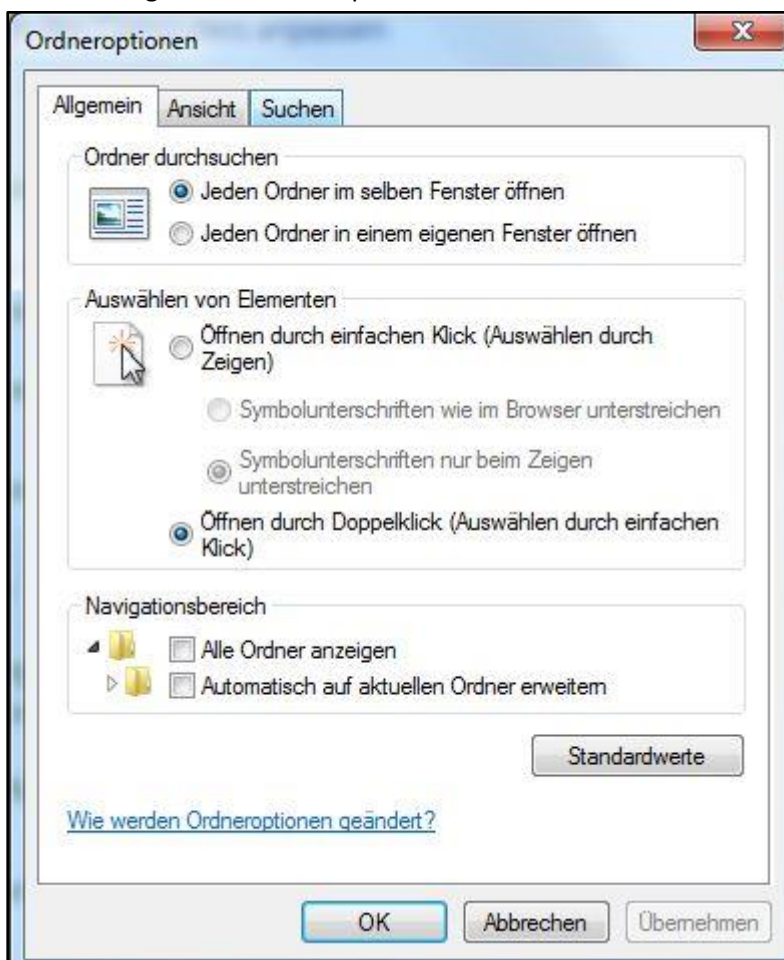 Ordneroptionen
Allgemein Ansicht Suchen
Ordner durchsuchen
Jeden Ordner im selben Fenster öffnen
Jeden Ordner in einem eigenen Fenster öffnen
Auswählen von Elementen
Öffnen durch einfachen Klick (Auswählen durch
Zeigen)
Symbolunterschriften wie im Browser unterstreichen
Symbolunterschriften nur beim Zeigen
unterstreichen
Öffnen durch Doppelklick (Auswählen durch einfachen
Klick)
Navigationsbereich
Alle Ordner anzeigen
Automatisch auf aktuellen Ordner erweitern
Standardwerte
Wie werden Ordneroptionen geändert?
OK Abbrechen Übernehmen